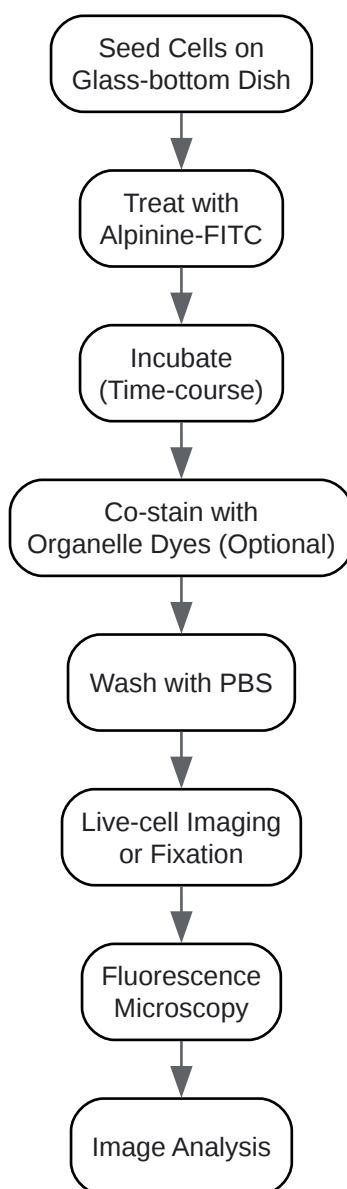 Seed Cells on
Glass-bottom Dish
Treat with
Alpinine-FITC
Incubate
(Time-course)
Co-stain with
Organelle Dyes (Optional)
Wash with PBS
Live-cell Imaging
or Fixation
Fluorescence
Microscopy
Image Analysis